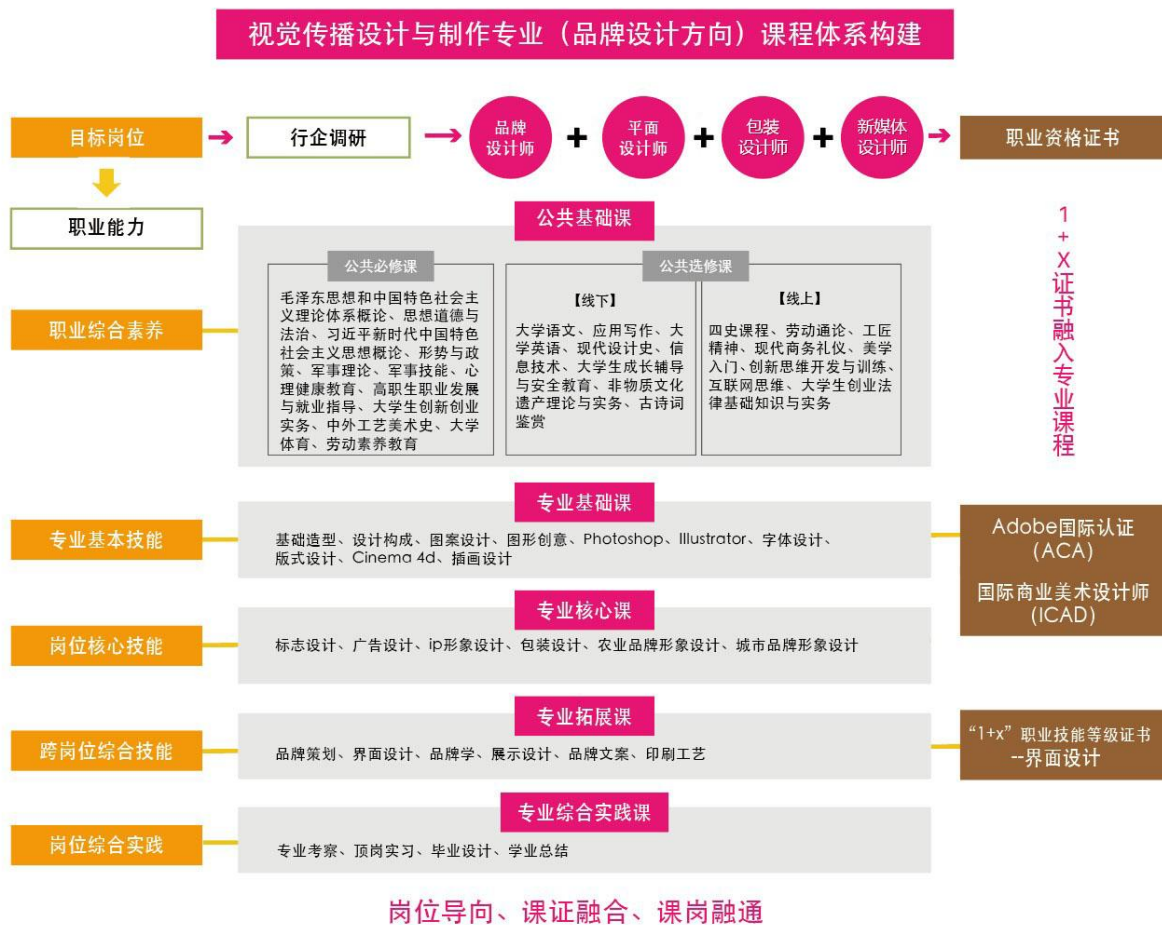 视觉传播设计与制作专业（品牌设计方向）课程体系构建
目标岗位
行企调研
品牌
设计师
+
平面
设计师
+
包装
设计师
+
新媒体
设计师
职业资格证书
职业能力
1+X证书融入专业课程
公共基础课
职业综合素养
公共必修课
毛泽东思想和中国特色社会主
义理论体系概论、思想道德与
法治、习近平新时代中国特色
社会主义思想概论、形势与政
策、军事理论、军事技能、心
理健康教育、高职生职业发展
与就业指导、大学生创新创业
实务、中外工艺美术史、大学
体育、劳动素养教育
公共选修课
【线下】
大学语文、应用写作、大
学英语、现代设计史、信
息技术、大学生成长辅导
与安全教育、非物质文化
遗产理论与实务、古诗词
鉴赏
【线上】
四史课程、劳动通论、工匠
精神、现代商务礼仪、美学
入门、创新思维开发与训练、
互联网思维、大学生创业法
律基础知识与实务
专业基础课
专业基本技能
基础造型、设计构成、图案设计、图形创意、Photoshop、Illustrator、字体设计、
版式设计、Cinema 4d、插画设计
Adobe国际认证
(ACA)
国际商业美术设计师
(ICAD)
专业核心课
岗位核心技能
标志设计、广告设计、ip形象设计、包装设计、农业品牌形象设计、城市品牌形象设计
专业拓展课
跨岗位综合技能
品牌策划、界面设计、品牌学、展示设计、品牌文案、印刷工艺
“1+x”职业技能等级证书
--界面设计
专业综合实践课
岗位综合实践
专业考察、顶岗实习、毕业设计、学业总结
岗位导向、课证融合、课岗融通